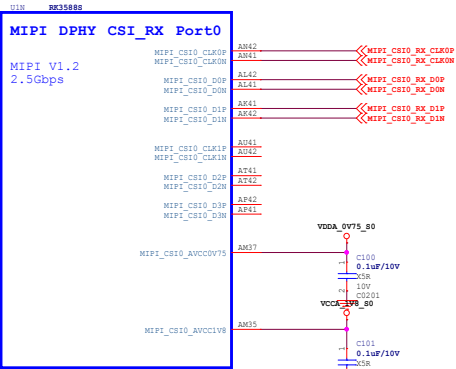 U1N RK3588S
MIPI DPHY CSI_RX Port0
MIPI V1.2
2.5Gbps
MIPI_CSI0_CLK0P AN42 MIPI_CSI0_RX_CLK0P
MIPI_CSI0_CLK0N AN41 MIPI_CSI0_RX_CLK0N
MIPI_CSI0_D0P AL42 MIPI_CSI0_RX_D0P
MIPI_CSI0_D0N AL41 MIPI_CSI0_RX_D0N
MIPI_CSI0_D1P AK41 MIPI_CSI0_RX_D1P
MIPI_CSI0_D1N AK42 MIPI_CSI0_RX_D1N
MIPI_CSI0_CLK1P AU41
MIPI_CSI0_CLK1N AU42
MIPI_CSI0_D2P AT41
MIPI_CSI0_D2N AT42
MIPI_CSI0_D3P AP42
MIPI_CSI0_D3N AP41
VDDA_0V75_S0
MIPI_CSI0_AVCC0V75 AM37
C100
1 0.1uF/10V
X5R
2 10V
C0201
VCCA_1V8_S0
MIPI_CSI0_AVCC1V8 AM35
C101
1 0.1uF/10V
X5R